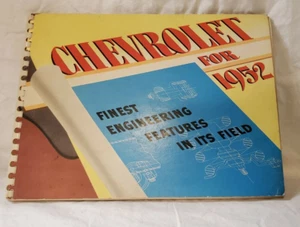 CHEVROLET
FOR
1952
FINEST
ENGINEERING
FEATURES
IN ITS FIELD